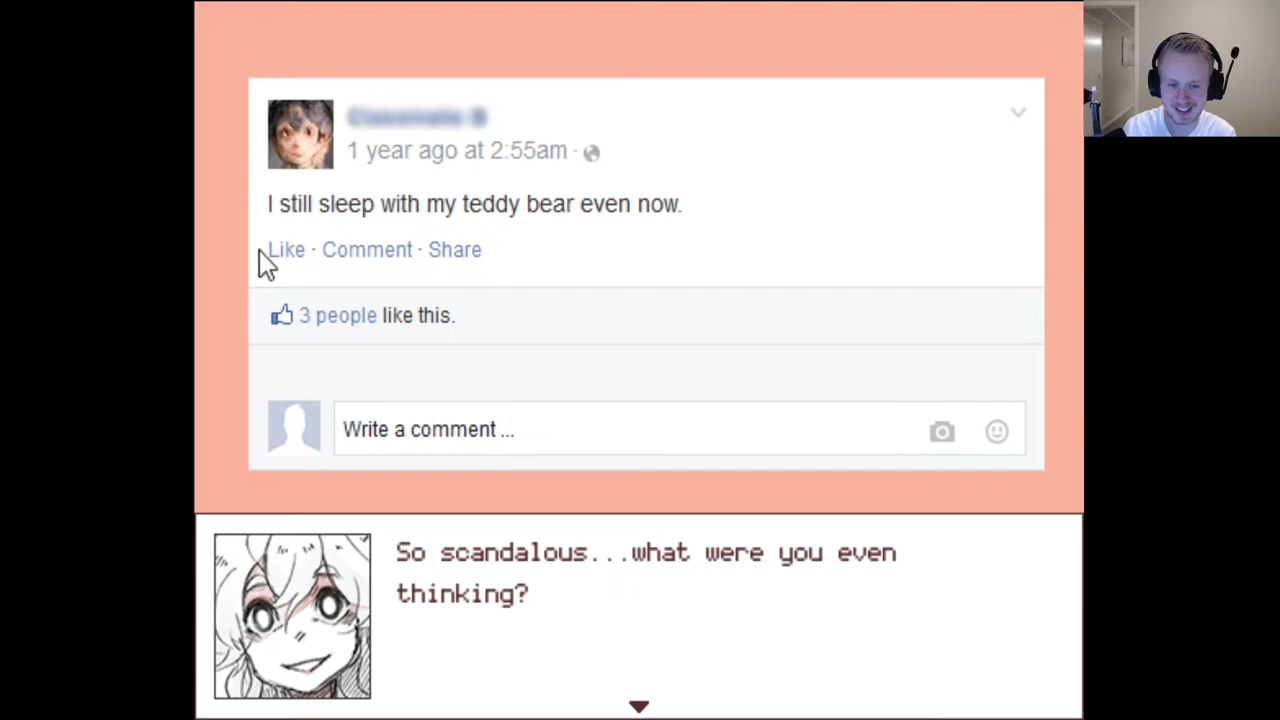 1 year ago at 2:55am ·
I still sleep with my teddy bear even now.
Like · Comment · Share
3 people like this.
Write a comment ...
So scandalous...what were you even
thinking?